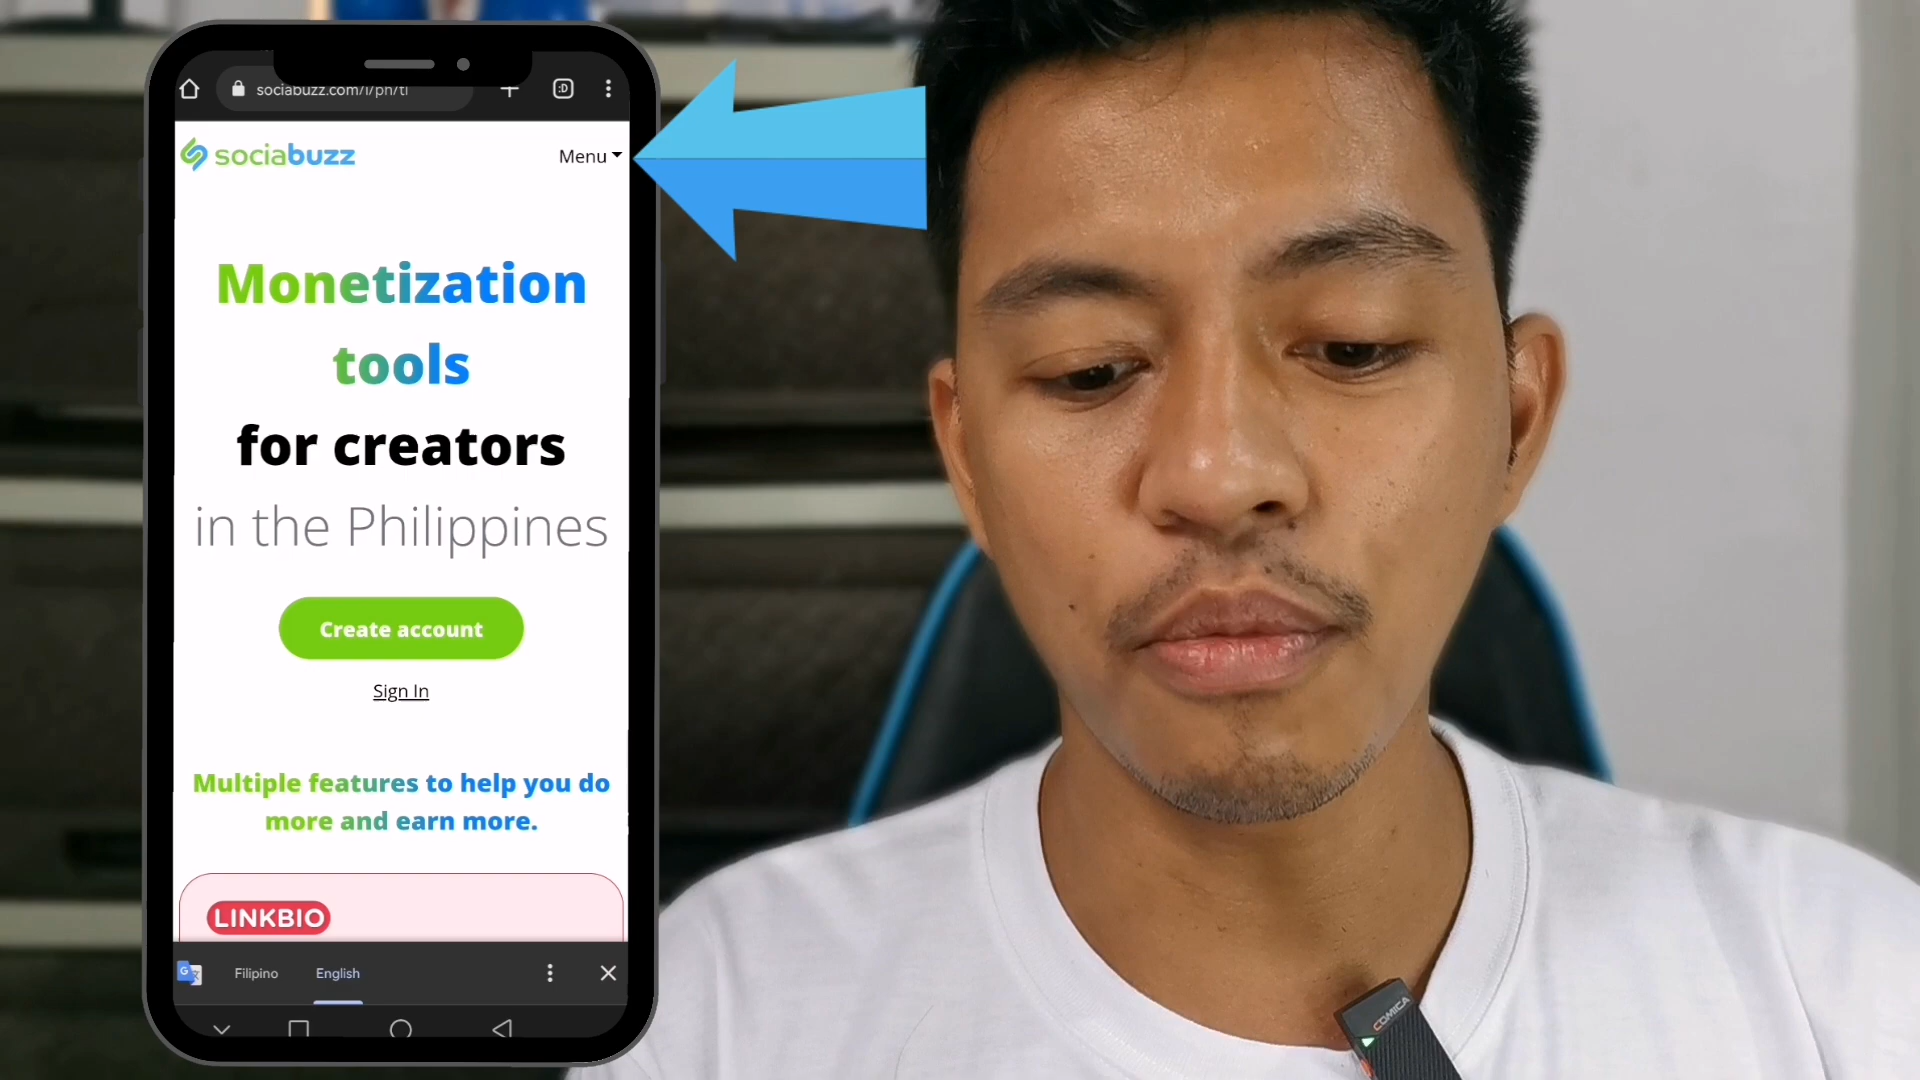 sociabuzz.com/l/ph/tl
sociabuzz
Menu
Monetization
tools
for creators
in the Philippines
Create account
Sign In
Multiple features to help you do
more and earn more.
LINKBIO
Filipino
English
COMICA